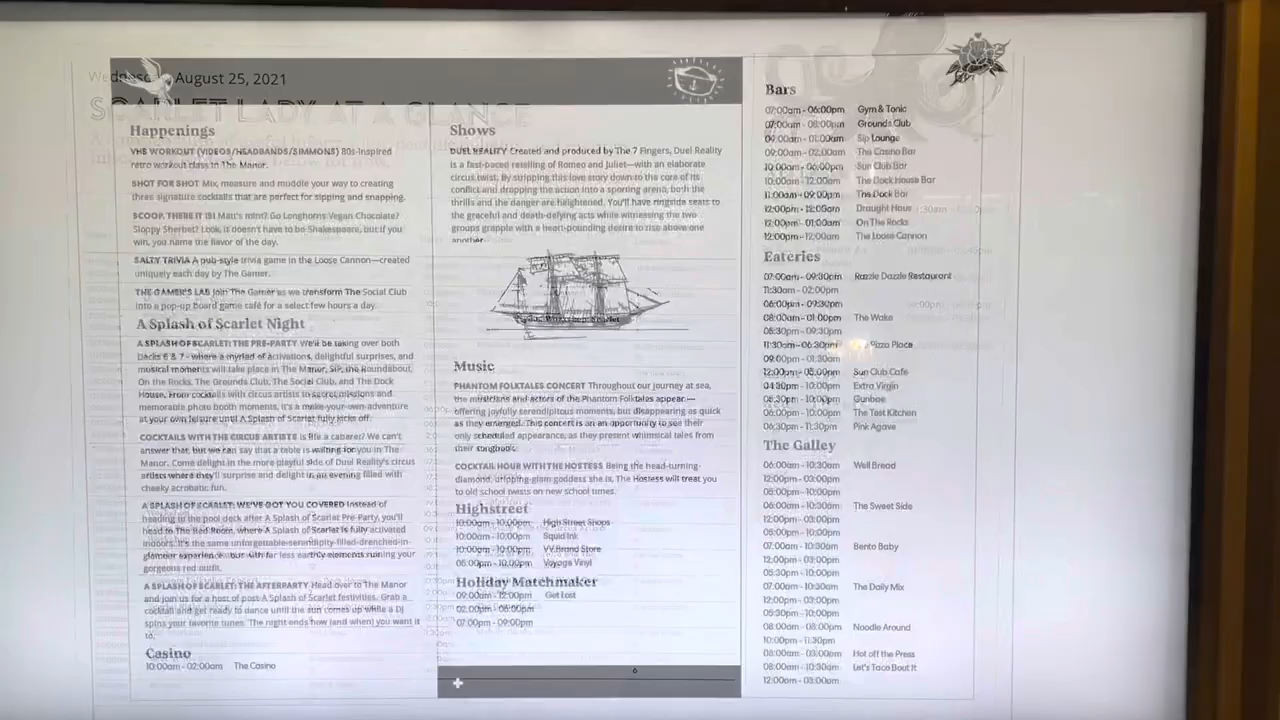 Wednesday August 25, 2021
SCARLET LADY AT A GLANCE
Happenings
VHS WORKOUT (VIDEOS/HEADBANDS/SIMMONS) 80s-inspired
retro workout class in The Manor.
SHOT FOR SHOT Mix, measure and muddle your way to creating
three signature cocktails that are perfect for sipping and snapping.
SCOOP, THERE IT IS! Matt's mint? Go Longhorns Vegan Chocolate?
Sloppy Sherbet? Look, it doesn't have to be Shakespeare, but if you
win, you name the flavor of the day.
SALTY TRIVIA A pub-style trivia game in the Loose Cannon—created
uniquely each day by The Gamer.
THE GAMER'S LAB Join The Gamer as we transform The Social Club
into a pop-up board game café for a select few hours a day.
A Splash of Scarlet Night
A SPLASH OF SCARLET: THE PRE-PARTY We'll be taking over both
Decks 6 & 7 - where a myriad of activations, delightful surprises, and
musical moments will take place in The Manor, Sip, the Roundabout,
On the Rocks, The Grounds Club, The Social Club, and The Dock
House. From cocktails with circus artists to secret missions and
memorable photo booth moments, it's a make-your-own-adventure
at your own leisure until A Splash of Scarlet fully kicks off.
COCKTAILS WITH THE CIRCUS ARTISTS Is life a cabaret? We can't
answer that, but we can say that a table is waiting for you in The
Manor. Come delight in the more playful side of Duel Reality's circus
artists where they'll surprise and delight in an evening filled with
cheeky acrobatic fun.
A SPLASH OF SCARLET: WE'VE GOT YOU COVERED Instead of
heading to the pool deck after A Splash of Scarlet Pre-Party, you'll
head to The Red Room, where A Splash of Scarlet is fully activated
indoors. It's the same unforgettable-serendipity-filled-drenched-in-
glamour experience, but with far less earthly elements ruining your
gorgeous red outfit.
A SPLASH OF SCARLET: THE AFTERPARTY Head over to The Manor
and join us for a host of post A Splash of Scarlet festivities. Grab a
cocktail and get ready to dance until the sun comes up while a DJ
spins your favorite tunes. The night ends how (and when) you want it
to.
Casino
10:00am - 02:00am The Casino
Shows
DUEL REALITY Created and produced by The 7 Fingers, Duel Reality
is a fast-paced retelling of Romeo and Juliet—with an elaborate
circus twist. By stripping this love story down to the core of its
conflict and dropping the action into a sporting arena, both the
thrills and the danger are heightened. You'll have ringside seats to
the graceful and death-defying acts while witnessing the two
groups grapple with a heart-pounding desire to rise above one
another.
Music
PHANTOM FOLKTALES CONCERT Throughout our journey at sea,
the musicians and actors of the Phantom Folktales appear —
offering joyfully serendipitous moments, but disappearing as quick
as they emerged. This concert is an opportunity to see their
only scheduled appearance, as they present whimsical tales from
their songbook.
COCKTAIL HOUR WITH THE HOSTESS Being the head-turning-
diamond, dripping-glam goddess she is, The Hostess will treat you
to old school twists on new school times.
Highstreet
10:00am - 10:00pm High Street Shops
10:00am - 10:00pm Squid Ink
10:00am - 10:00pm VV.Brand Store
06:00pm - 10:00pm Voyage Vinyl
Holiday Matchmaker
09:00am - 12:00pm Get Lost
02:00pm - 06:00pm
07:00pm - 09:00pm
6
Bars
07:00am - 06:00pm Gym & Tonic
07:00am - 08:00pm Grounds Club
09:00am - 01:00am Sip Lounge
09:00am - 02:00am The Casino Bar
10:00am - 06:00pm Sun Club Bar
10:00am - 12:00am The Dock House Bar
11:00am - 09:00pm The Dock Bar
12:00pm - 12:00am Draught Haus
12:00pm - 01:00am On The Rocks
12:00pm - 12:00am The Loose Cannon
Eateries
07:00am - 09:30pm Razzle Dazzle Restaurant
11:30am - 02:00pm
06:00pm - 09:30pm
08:00am - 01:00pm The Wake
05:30pm - 09:30pm
11:30am - 06:30pm Pizza Place
09:00pm - 01:30am
12:00pm - 05:00pm Sun Club Café
04:30pm - 10:00pm Extra Virgin
05:30pm - 10:00pm Gunbae
06:00pm - 10:00pm The Test Kitchen
06:30pm - 11:30pm Pink Agave
The Galley
06:00am - 10:30am Well Bread
12:00pm - 03:00pm
05:00pm - 10:00pm
06:00am - 10:30am The Sweet Side
12:00pm - 03:00pm
05:00pm - 10:00pm
07:00am - 10:30am Bento Baby
12:00pm - 03:00pm
05:30pm - 10:00pm
07:00am - 10:30am The Daily Mix
12:00pm - 03:00pm
05:30pm - 10:00pm
08:00am - 08:00pm Noodle Around
10:00pm - 11:30pm
08:00am - 03:00pm Hot off the Press
08:00am - 10:30am Let's Taco Bout It
12:00am - 03:00pm